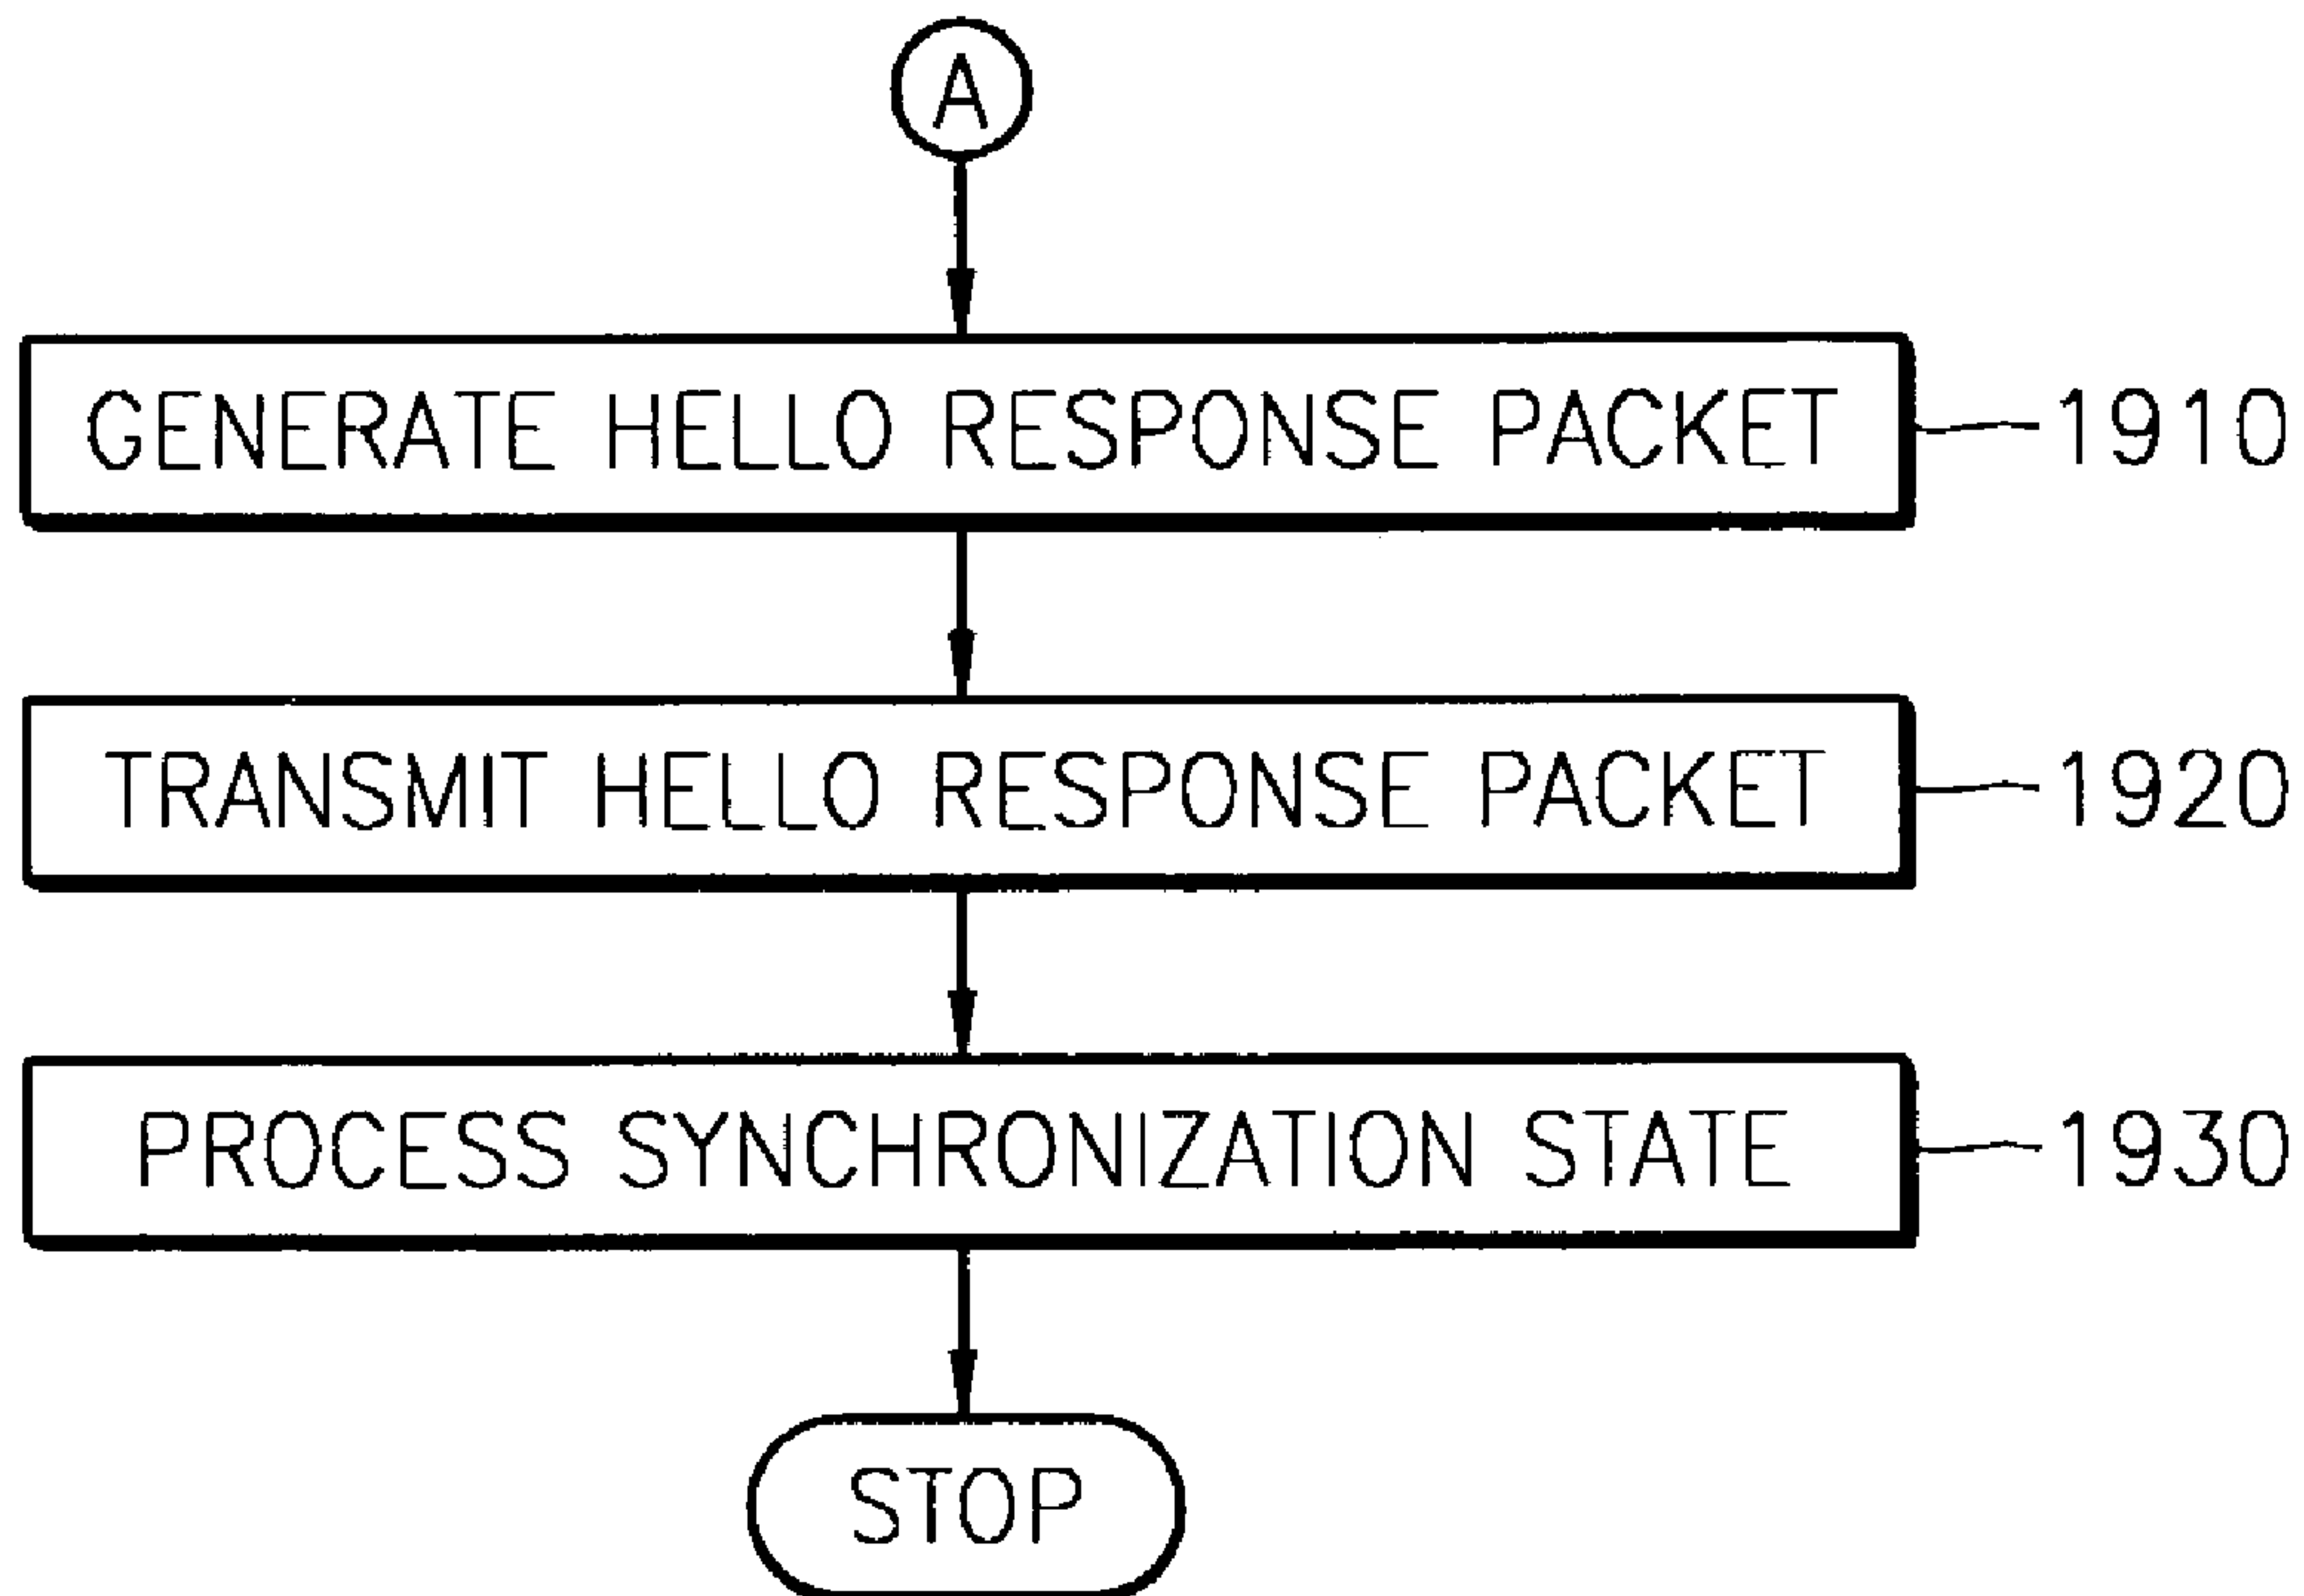 A
GENERATE HELLO RESPONSE PACKET 1910
TRANSMIT HELLO RESPONSE PACKET 1920
PROCESS SYNCHRONIZATION STATE 1930
STOP